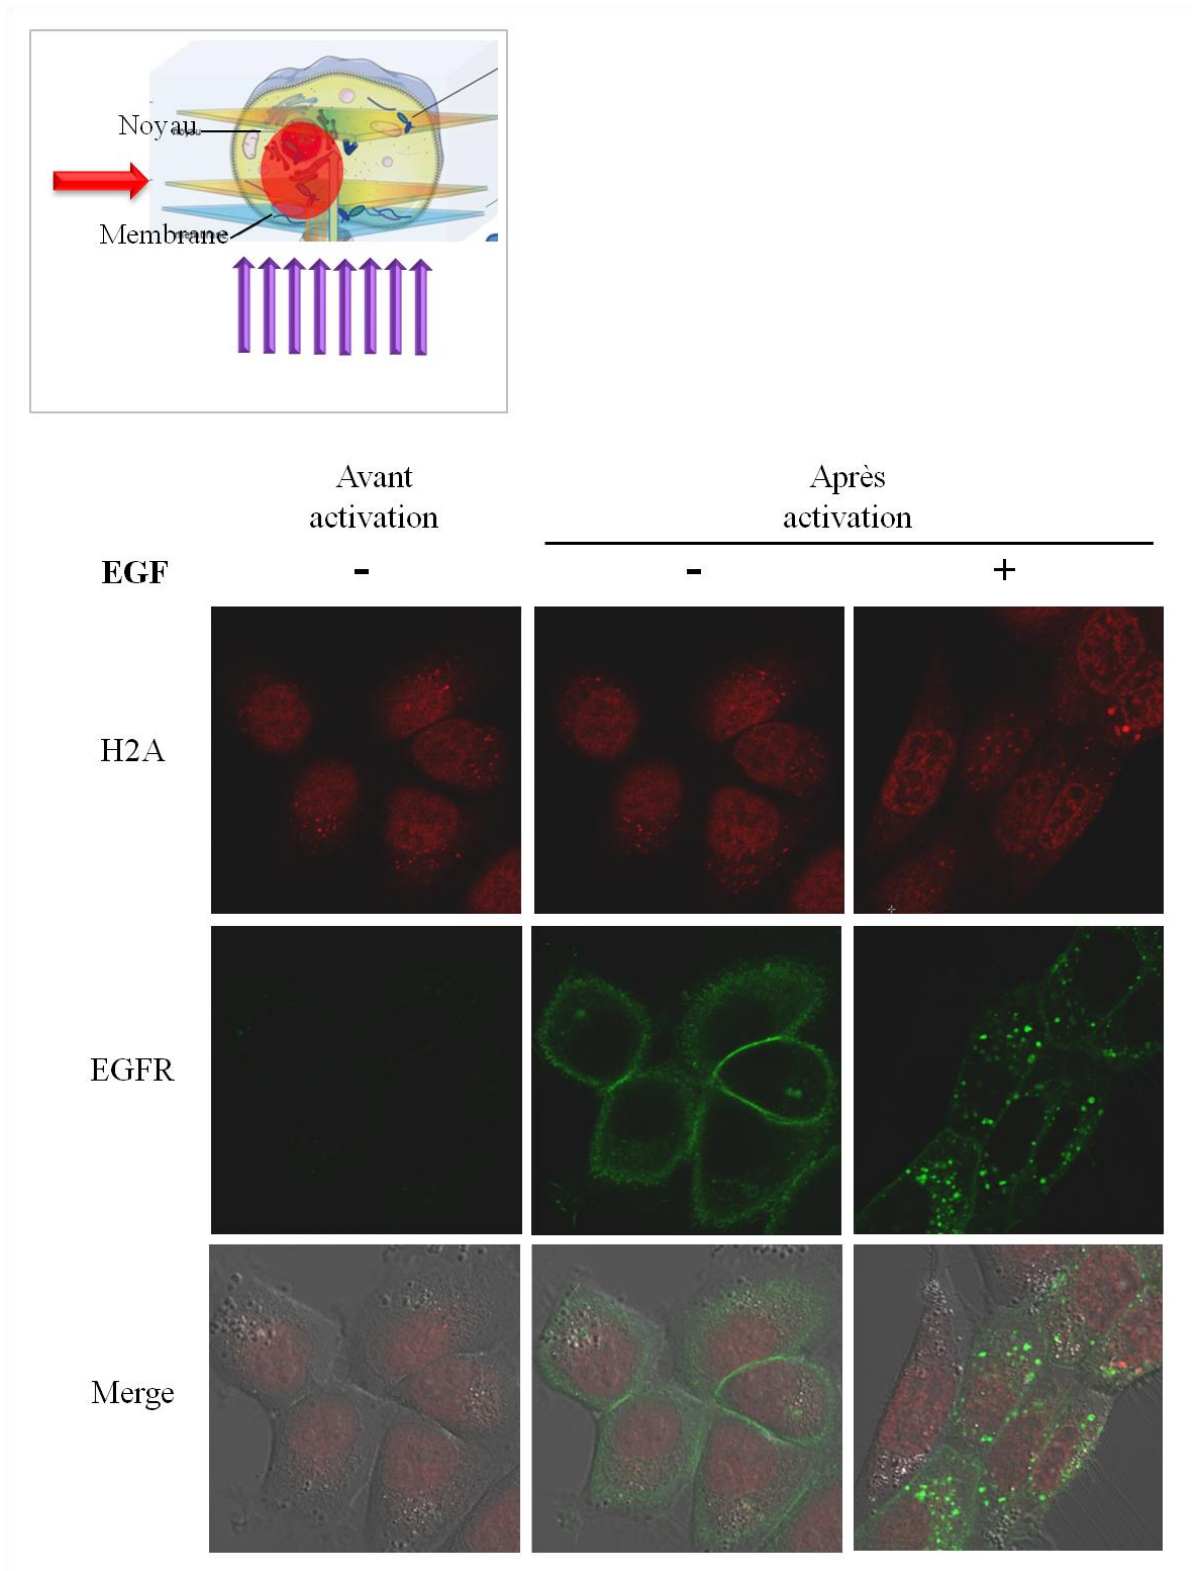 Noyau
Membrane
Avant
activation
Après
activation
EGF
-
-
+
H2A
EGFR
Merge